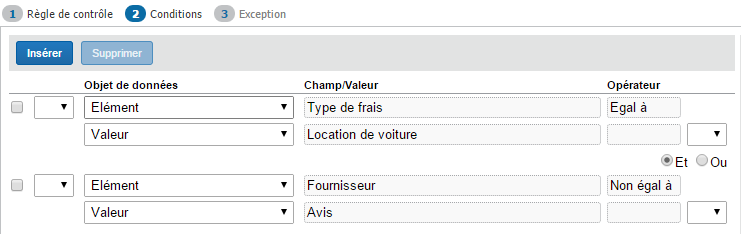 1 Règle de contrôle 2 Conditions 3 Exception
Insérer Supprimer
Objet de données Champ/Valeur Opérateur
Elément Type de frais Egal à
Valeur Location de voiture
Et Ou
Elément Fournisseur Non égal à
Valeur Avis